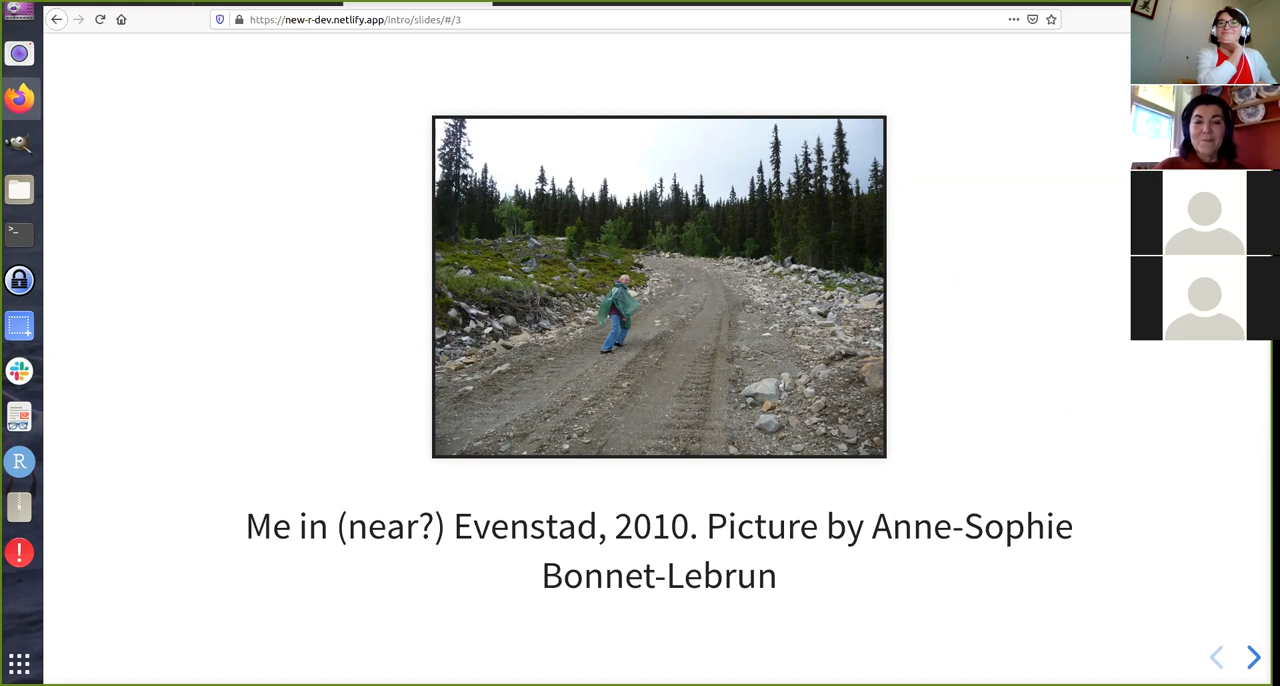 https://new-r-dev.netlify.app/intro/slides/#/3
>_
R
!
Me in (near?) Evenstad, 2010. Picture by Anne-Sophie
Bonnet-Lebrun